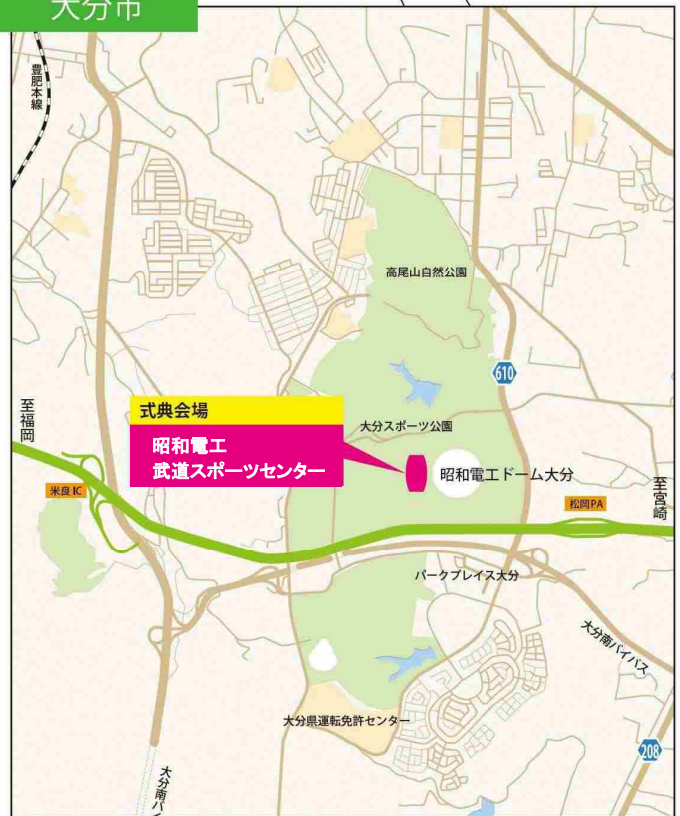 大分市
豊肥本線
高尾山自然公園
610
至福岡
式典会場
昭和電工
武道スポーツセンター
大分スポーツ公園
昭和電工ドーム大分
米良IC
松岡PA
至宮崎
パークプレイス大分
大分南バイパス
大分県運転免許センター
208
大分南バイ